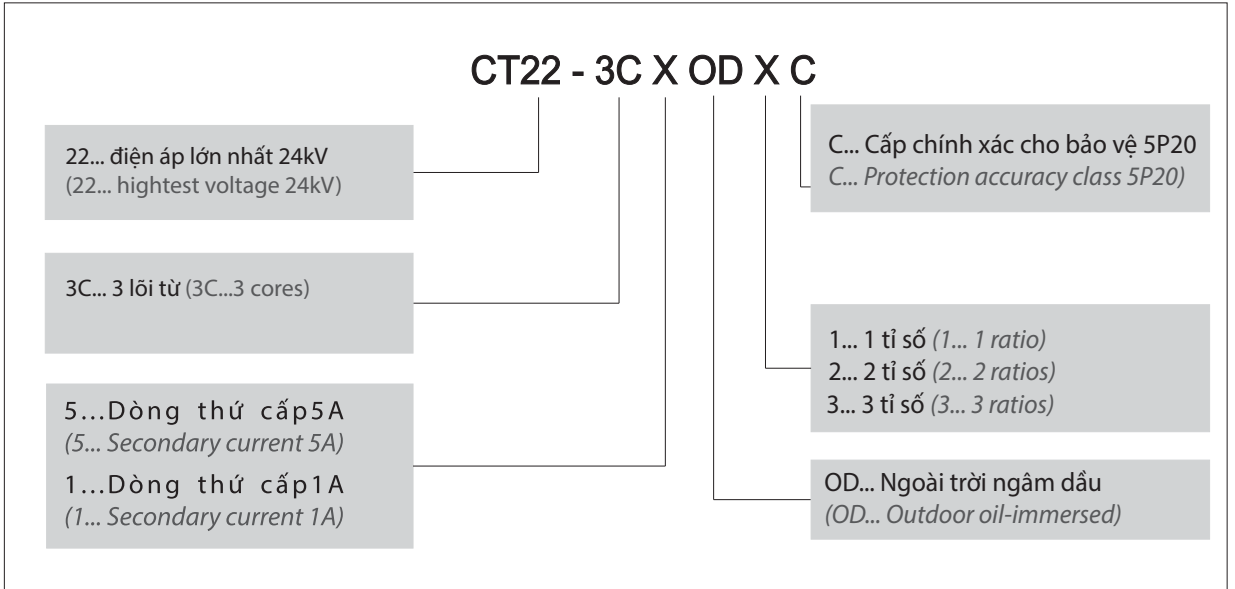 CT22 - 3C X OD X C
22... điện áp lớn nhất 24kV
(22... hightest voltage 24kV)
3C... 3 lõi từ (3C...3 cores)
5...Dòng thứ cấp5A
(5... Secondary current 5A)
1...Dòng thứ cấp1A
(1... Secondary current 1A)
C... Cấp chính xác cho bảo vệ 5P20
C... Protection accuracy class 5P20)
1... 1 tỉ số (1... 1 ratio)
2... 2 tỉ số (2... 2 ratios)
3... 3 tỉ số (3... 3 ratios)
OD... Ngoài trời ngâm dầu
(OD... Outdoor oil-immersed)